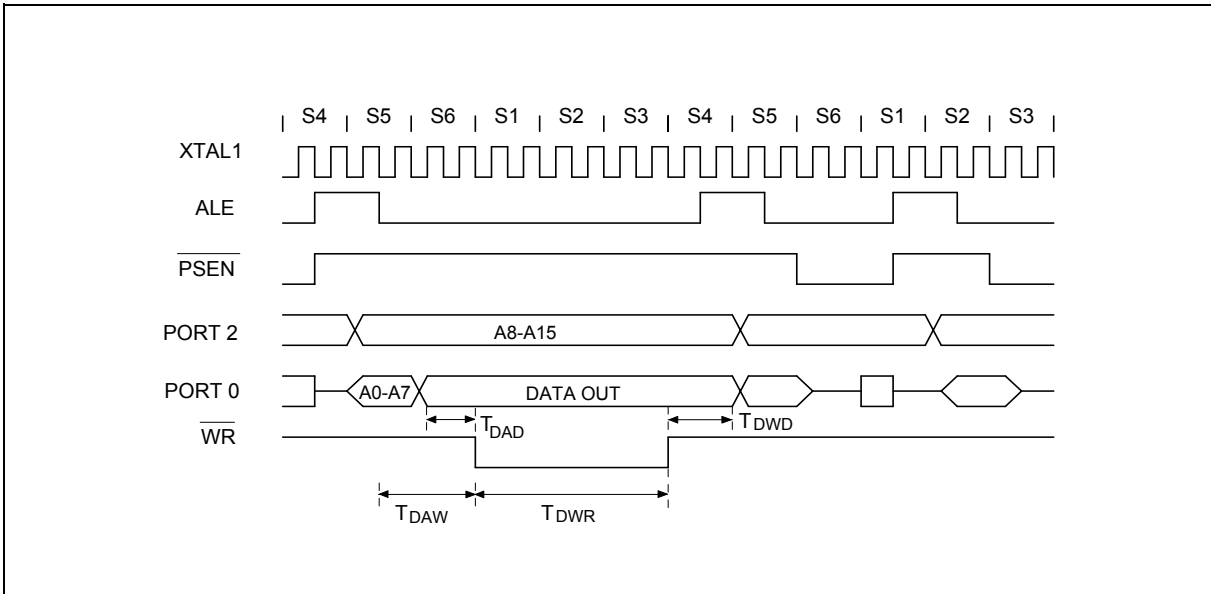 S4 S5 S6 S1 S2 S3 S4 S5 S6 S1 S2 S3
XTAL1
ALE
PSEN
PORT 2 A8-A15
PORT 0 A0-A7 DATA OUT
TDAD TDWD
WR
TDAW TDWR